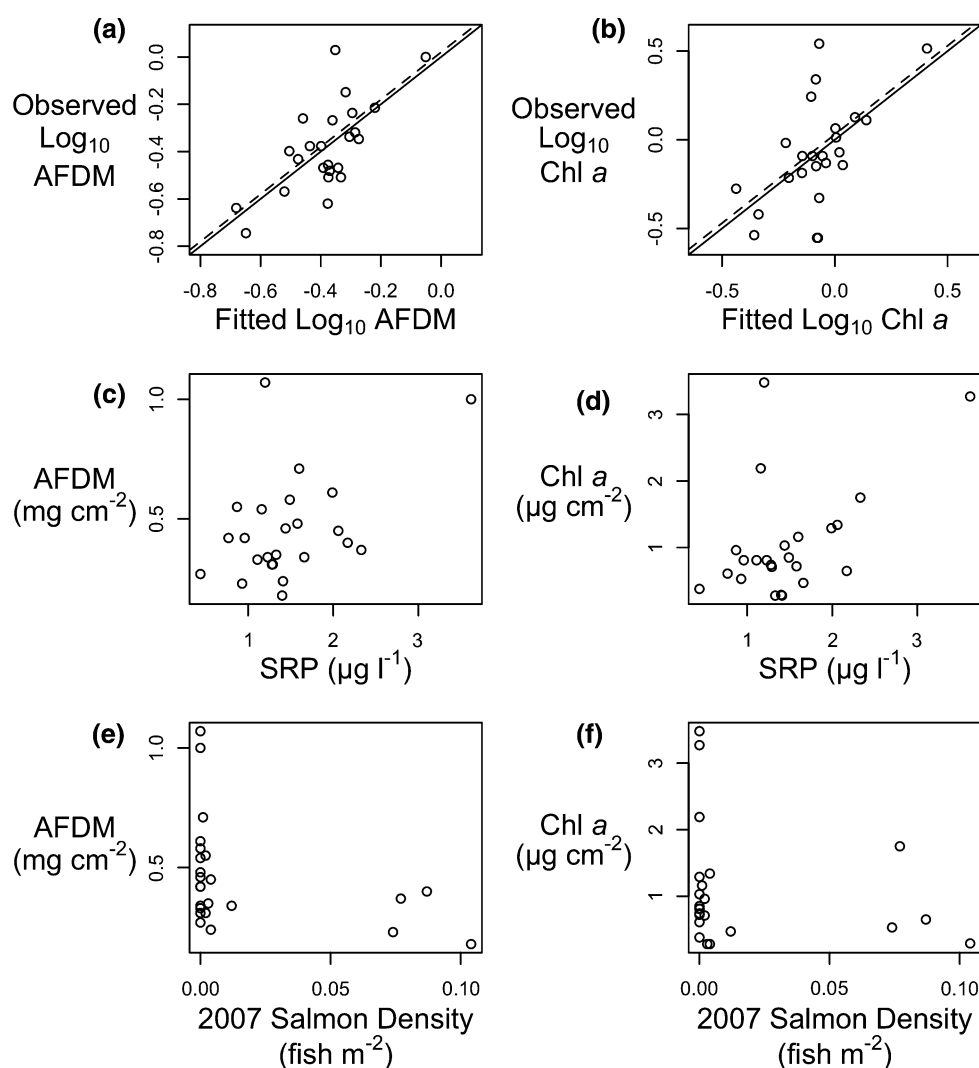 (a)
Observed
Log10
AFDM
0.0
-0.2
-0.4
-0.6
-0.8
-0.8 -0.6 -0.4 -0.2 0.0
Fitted Log10 AFDM
(b)
Observed
Log10
Chl a
0.5
0.0
-0.5
-0.5 0.0 0.5
Fitted Log10 Chl a
(c)
AFDM
(mg cm-2)
1.0
0.5
1 2 3
SRP (µg l-1)
(d)
Chl a
(µg cm-2)
3
2
1
1 2 3
SRP (µg l-1)
(e)
AFDM
(mg cm-2)
1.0
0.5
0.00 0.05 0.10
2007 Salmon Density
(fish m-2)
(f)
Chl a
(µg cm-2)
3
2
1
0.00 0.05 0.10
2007 Salmon Density
(fish m-2)